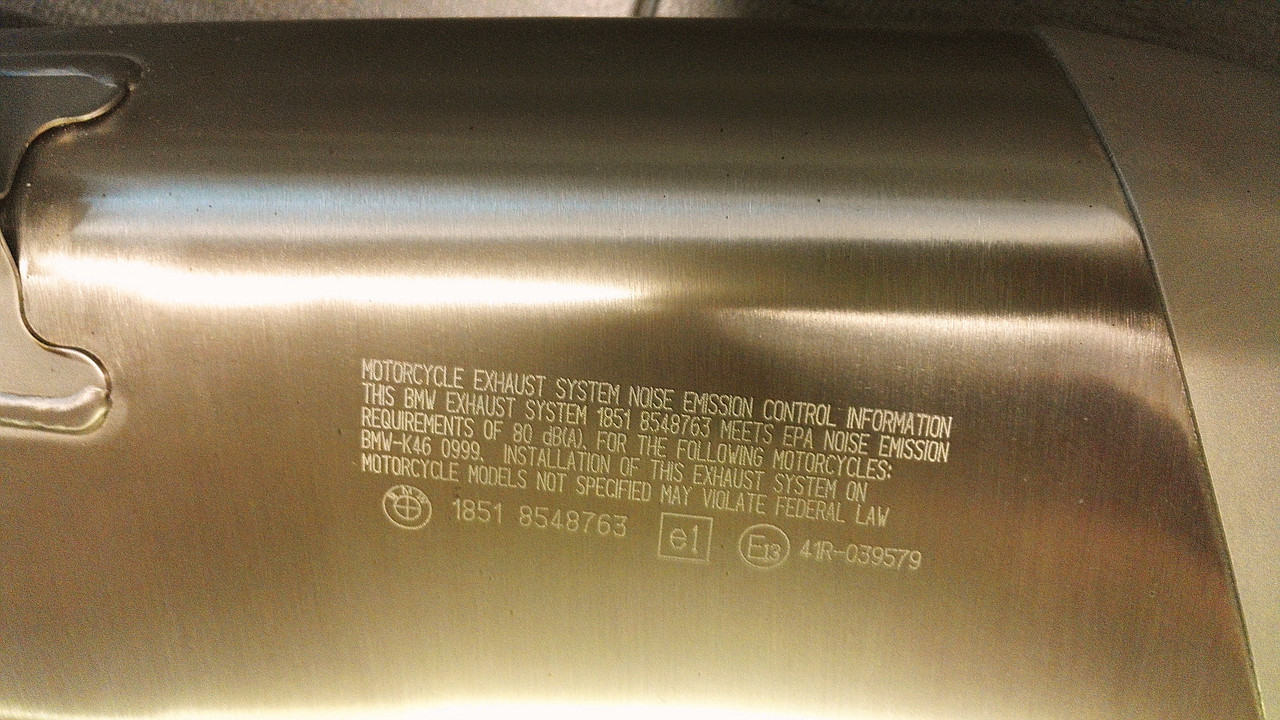 MOTORCYCLE EXHAUST SYSTEM NOISE EMISSION CONTROL INFORMATION
THIS BMW EXHAUST SYSTEM 1851 8548763 MEETS EPA NOISE EMISSION
REQUIREMENTS OF 80 dB(A). FOR THE FOLLOWING MOTORCYCLES:
BMW-K46 0999. INSTALLATION OF THIS EXHAUST SYSTEM ON
MOTORCYCLE MODELS NOT SPECIFIED MAY VIOLATE FEDERAL LAW
BMW 1851 8548763 e1 E13 41R-039579